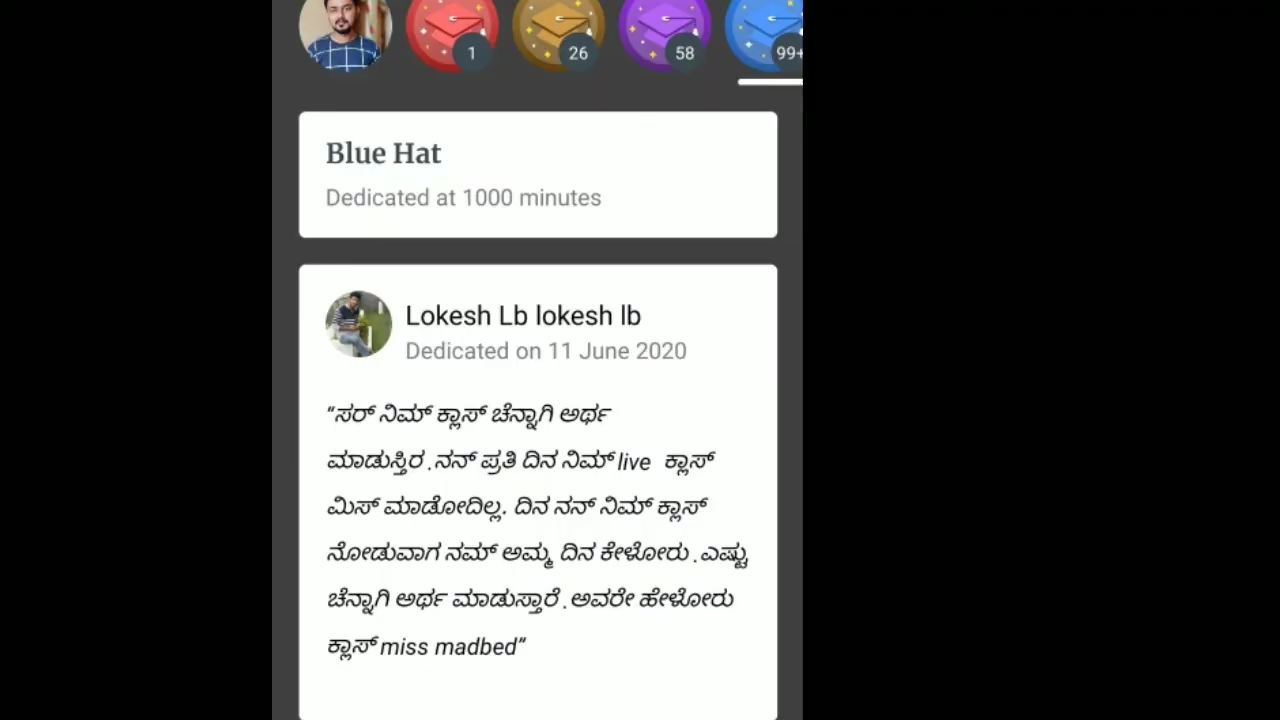 1
26
58
99+
Blue Hat
Dedicated at 1000 minutes
Lokesh Lb lokesh lb
Dedicated on 11 June 2020
“ಸರ್ ನಿಮ್ ಕ್ಲಾಸ್ ಚೆನ್ನಾಗಿ ಅರ್ಥ
ಮಾಡುಸ್ತಿರ .ನನ್ ಪ್ರತಿ ದಿನ ನಿಮ್ live ಕ್ಲಾಸ್
ಮಿಸ್ ಮಾಡೋದಿಲ್ಲ. ದಿನ ನನ್ ನಿಮ್ ಕ್ಲಾಸ್
ನೋಡುವಾಗ ನಮ್ ಅಮ್ಮ ದಿನ ಕೇಳೋರು .ಎಷ್ಟು
ಚೆನ್ನಾಗಿ ಅರ್ಥ ಮಾಡುಸ್ತಾರೆ .ಅವರೇ ಹೇಳೋರು
ಕ್ಲಾಸ್ miss madbed”